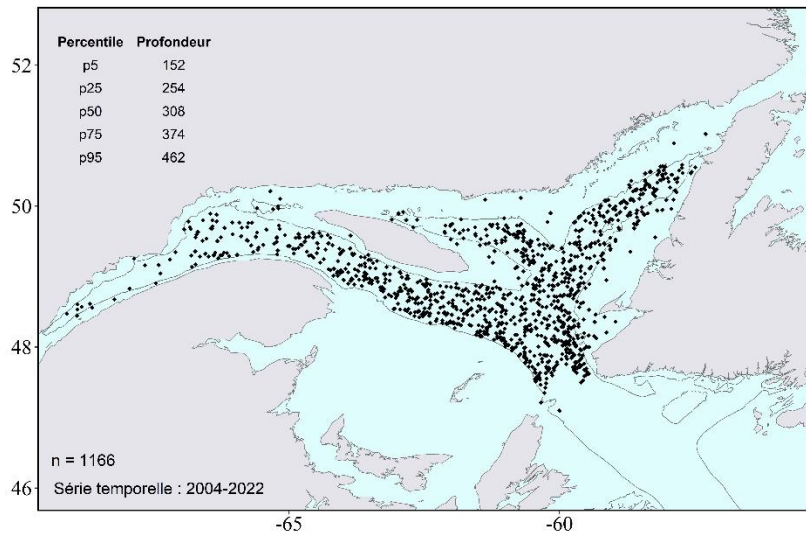 Percentile Profondeur
p5 152
p25 254
p50 308
p75 374
p95 462
52
50
48
46
n = 1166
Série temporelle : 2004-2022
-65 -60